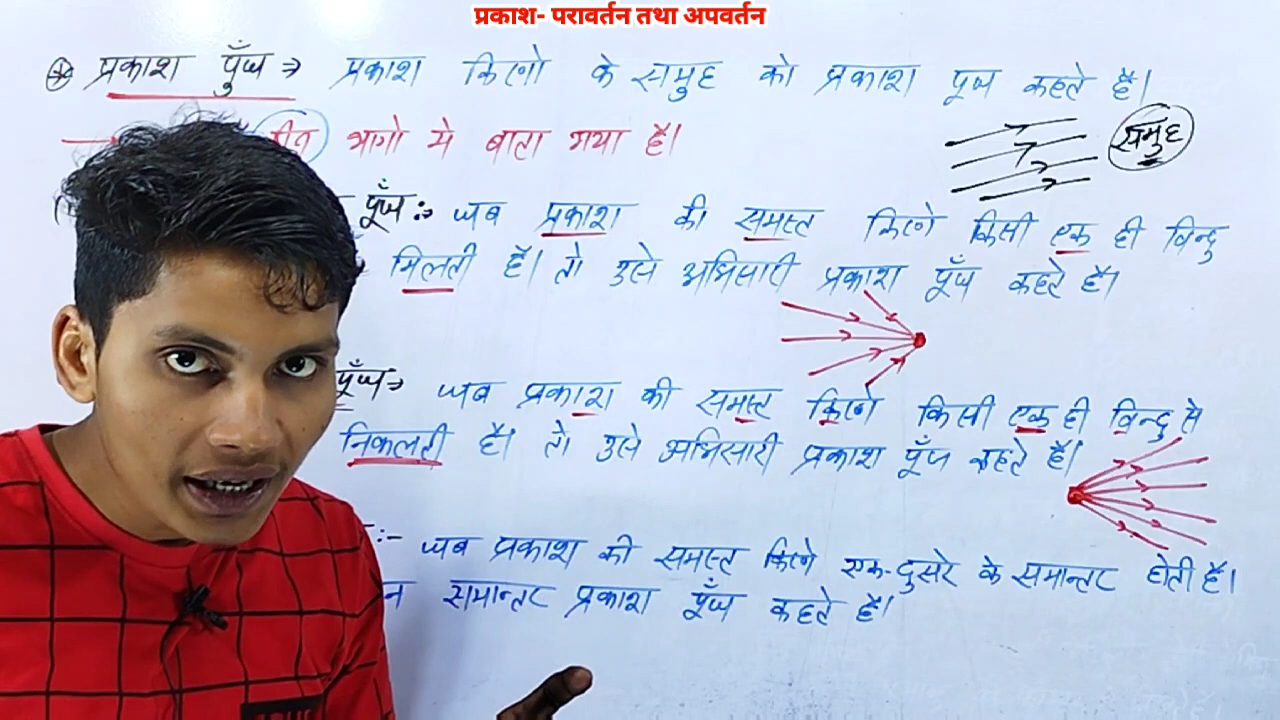 प्रकाश- परावर्तन तथा अपवर्तन
प्रकाश पुँज ⇒ प्रकाश किरणो के समुह को प्रकाश पूंज कहते है।
भागो मे बाटा गया है।
समुह
पूँज :- जब प्रकाश की समस्त किरणे किसी एक ही विन्दु
मिलती है। तो उसे अभिसारी प्रकाश पूँज कहते है।
पूँज→ जब प्रकाश की समस्त किरणे किसी एक ही विन्दु से
निकलती है। तो उसे अभिसारी प्रकाश पूँज कहते है।
:- जब प्रकाश की समस्त किरणे एक-दुसरे के समान्तर होती है।
समान्तर प्रकाश पूँज कहते है।